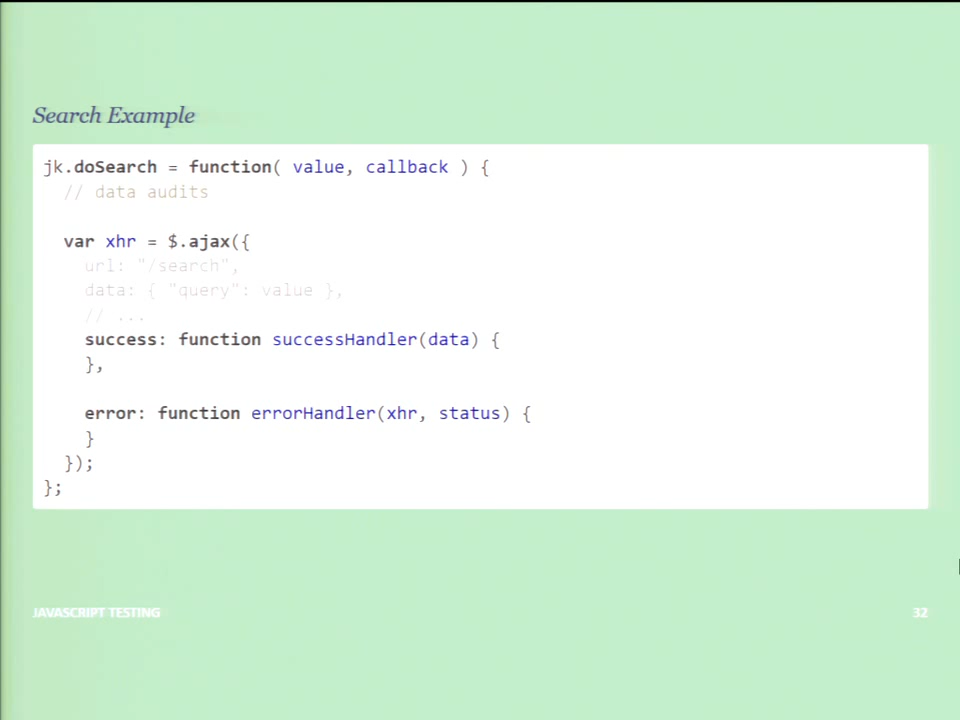 Search Example
jk.doSearch = function( value, callback ) {
// data audits
var xhr = $.ajax({
url: "/search",
data: { "query": value },
// ...
success: function successHandler(data) {
},
error: function errorHandler(xhr, status) {
}
});
};
JAVASCRIPT TESTING
32